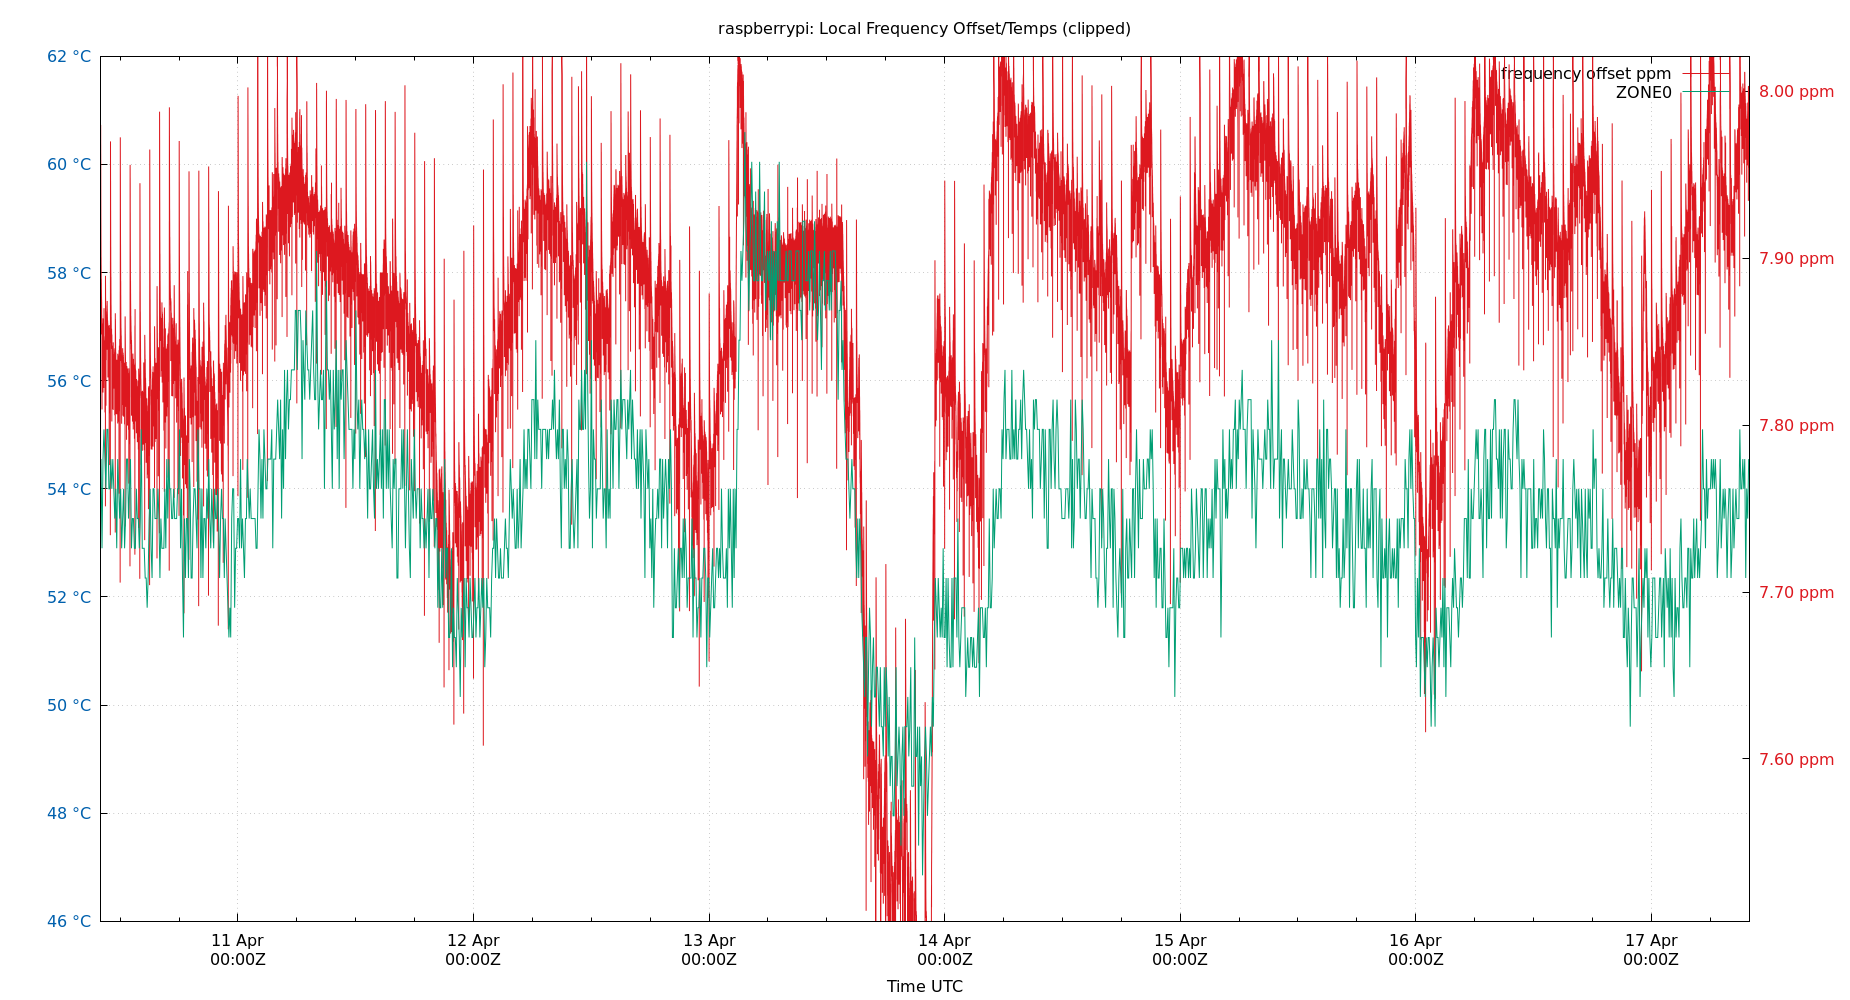 raspberrypi: Local Frequency Offset/Temps (clipped)
62 °C
60 °C
58 °C
56 °C
54 °C
52 °C
50 °C
48 °C
46 °C
frequency offset ppm
ZONE0
8.00 ppm
7.90 ppm
7.80 ppm
7.70 ppm
7.60 ppm
11 Apr
00:00Z
12 Apr
00:00Z
13 Apr
00:00Z
14 Apr
00:00Z
15 Apr
00:00Z
16 Apr
00:00Z
17 Apr
00:00Z
Time UTC